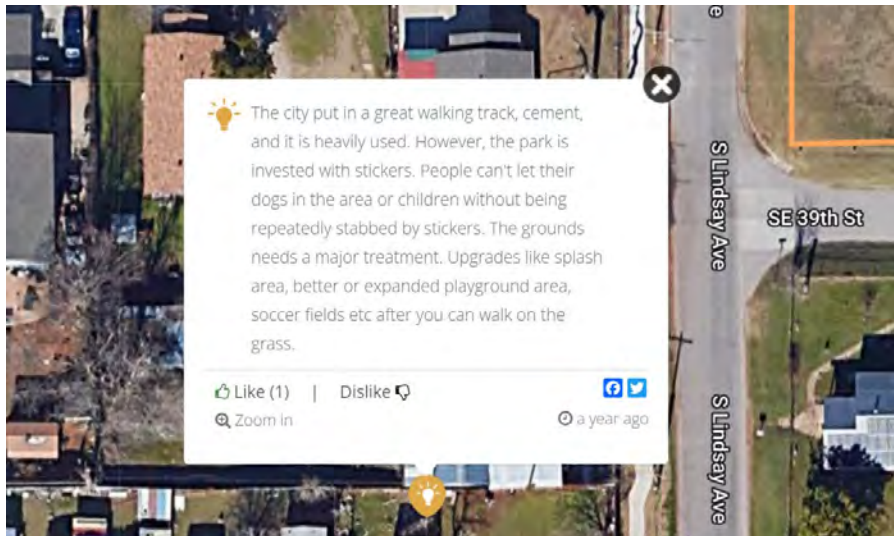 The city put in a great walking track, cement,
and it is heavily used. However, the park is
invested with stickers. People can't let their
dogs in the area or children without being
repeatedly stabbed by stickers. The grounds
needs a major treatment. Upgrades like splash
area, better or expanded playground area,
soccer fields etc after you can walk on the
grass.
Like (1) | Dislike
Zoom in
a year ago
S Lindsay Ave
SE 39th St
S Lindsay Ave